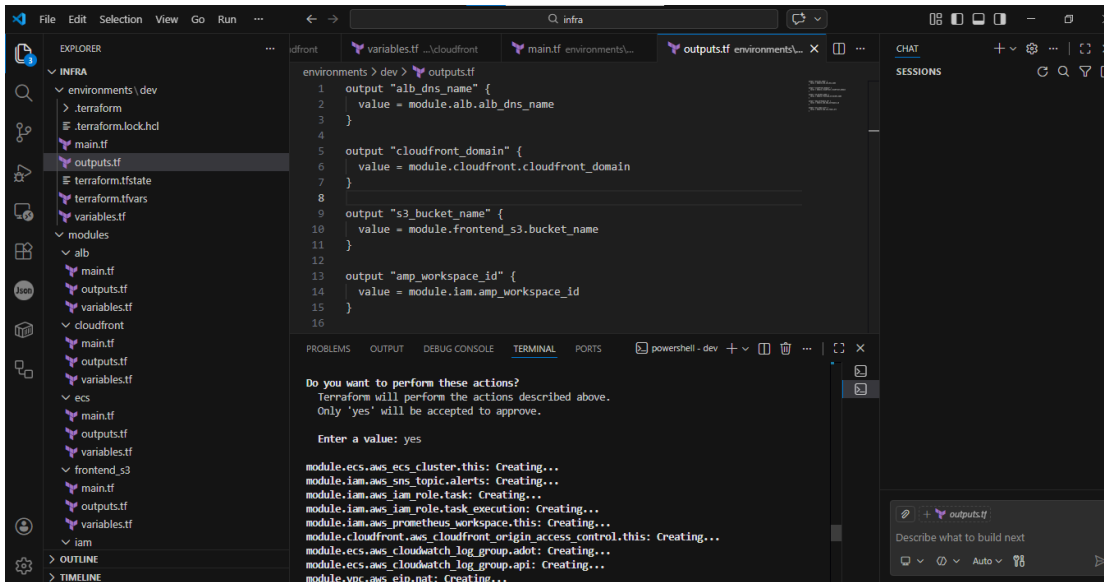 File Edit Selection View Go Run ···
infra
EXPLORER
INFRA
environments\dev
.terraform
.terraform.lock.hcl
main.tf
outputs.tf
terraform.tfstate
terraform.tfvars
variables.tf
modules
alb
main.tf
outputs.tf
variables.tf
cloudfront
main.tf
outputs.tf
variables.tf
ecs
main.tf
outputs.tf
variables.tf
frontend_s3
main.tf
outputs.tf
variables.tf
iam
OUTLINE
TIMELINE
3
Json
dfront variables.tf ...\cloudfront main.tf environments\... outputs.tf environments\...
environments > dev > outputs.tf
1 output "alb_dns_name" {
2 value = module.alb.alb_dns_name
3 }
4
5 output "cloudfront_domain" {
6 value = module.cloudfront.cloudfront_domain
7 }
8
9 output "s3_bucket_name" {
10 value = module.frontend_s3.bucket_name
11 }
12
13 output "amp_workspace_id" {
14 value = module.iam.amp_workspace_id
15 }
16
PROBLEMS OUTPUT DEBUG CONSOLE TERMINAL PORTS powershell - dev
Do you want to perform these actions?
Terraform will perform the actions described above.
Only 'yes' will be accepted to approve.
Enter a value: yes
module.ecs.aws_ecs_cluster.this: Creating...
module.iam.aws_sns_topic.alerts: Creating...
module.iam.aws_iam_role.task: Creating...
module.iam.aws_iam_role.task_execution: Creating...
module.iam.aws_prometheus_workspace.this: Creating...
module.cloudfront.aws_cloudfront_origin_access_control.this: Creating...
module.ecs.aws_cloudwatch_log_group.adot: Creating...
module.ecs.aws_cloudwatch_log_group.api: Creating...
module.vpc.aws_eip.nat: Creating...
CHAT
SESSIONS
outputs.tf
Describe what to build next
Auto